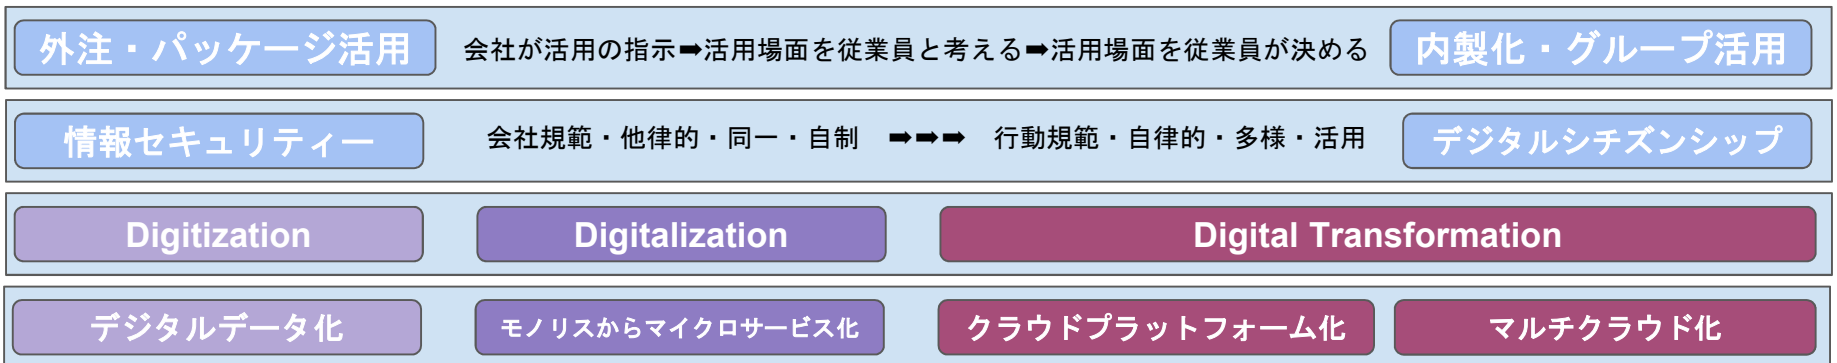 外注・パッケージ活用 会社が活用の指示➡活用場面を従業員と考える➡活用場面を従業員が決める 内製化・グループ活用
情報セキュリティー 会社規範・他律的・同一・自制 ➡➡➡ 行動規範・自律的・多様・活用 デジタルシチズンシップ
Digitization Digitalization Digital Transformation
デジタルデータ化 モノリスからマイクロサービス化 クラウドプラットフォーム化 マルチクラウド化